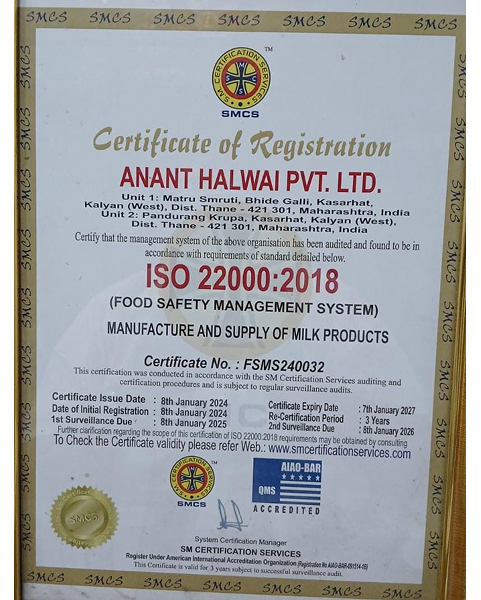 SMCS SMCS SMCS SMCS SMCS SMCS SMCS
S.M. CERTIFICATION SERVICES
TM
SMCS
SMCS
Certificate of Registration
ANANT HALWAI PVT. LTD.
Unit 1: Matru Smruti, Bhide Galli, Kasarhat,
Kalyan (West), Dist. Thane - 421 301, Maharashtra, India
Unit 2: Pandurang Krupa, Kasarhat, Kalyan (West),
Dist. Thane - 421 301, Maharashtra, India
Certify that the management system of the above organisation has been audited and found to be in
accordance with requirements of standard detailed below.
ISO 22000:2018
(FOOD SAFETY MANAGEMENT SYSTEM)
MANUFACTURE AND SUPPLY OF MILK PRODUCTS
Certificate No. : FSMS240032
This certification was conducted in accordance with the SM Certification Services auditing and
certification procedures and is subject to regular surveillance audits.
Certificate Issue Date : 8th January 2024 Certificate Expiry Date : 7th January 2027
Date of Initial Registration : 8th January 2024 Re-Certification Period : 3 Years
1st Surveillance Due : 8th January 2025 2nd Surveillance Due : 8th January 2026
Further clarification regarding the scope of this certification of ISO 22000:2018 requirements may be obtained by consulting
To Check the Certificate validity please refer Web.: www.smcertificationservices.com
SMCS
AIAO-BAR
QMS
ACCREDITED
SMCS
System Certification Manager
SM CERTIFICATION SERVICES
Register Under American International Accreditation Organization (Registration No AIAO-BAR-091514-16)
This Certificate is valid for 3 years subject to successful surveillance audit.
SMCS SMCS SMCS SMCS SMCS SMCS SMCS